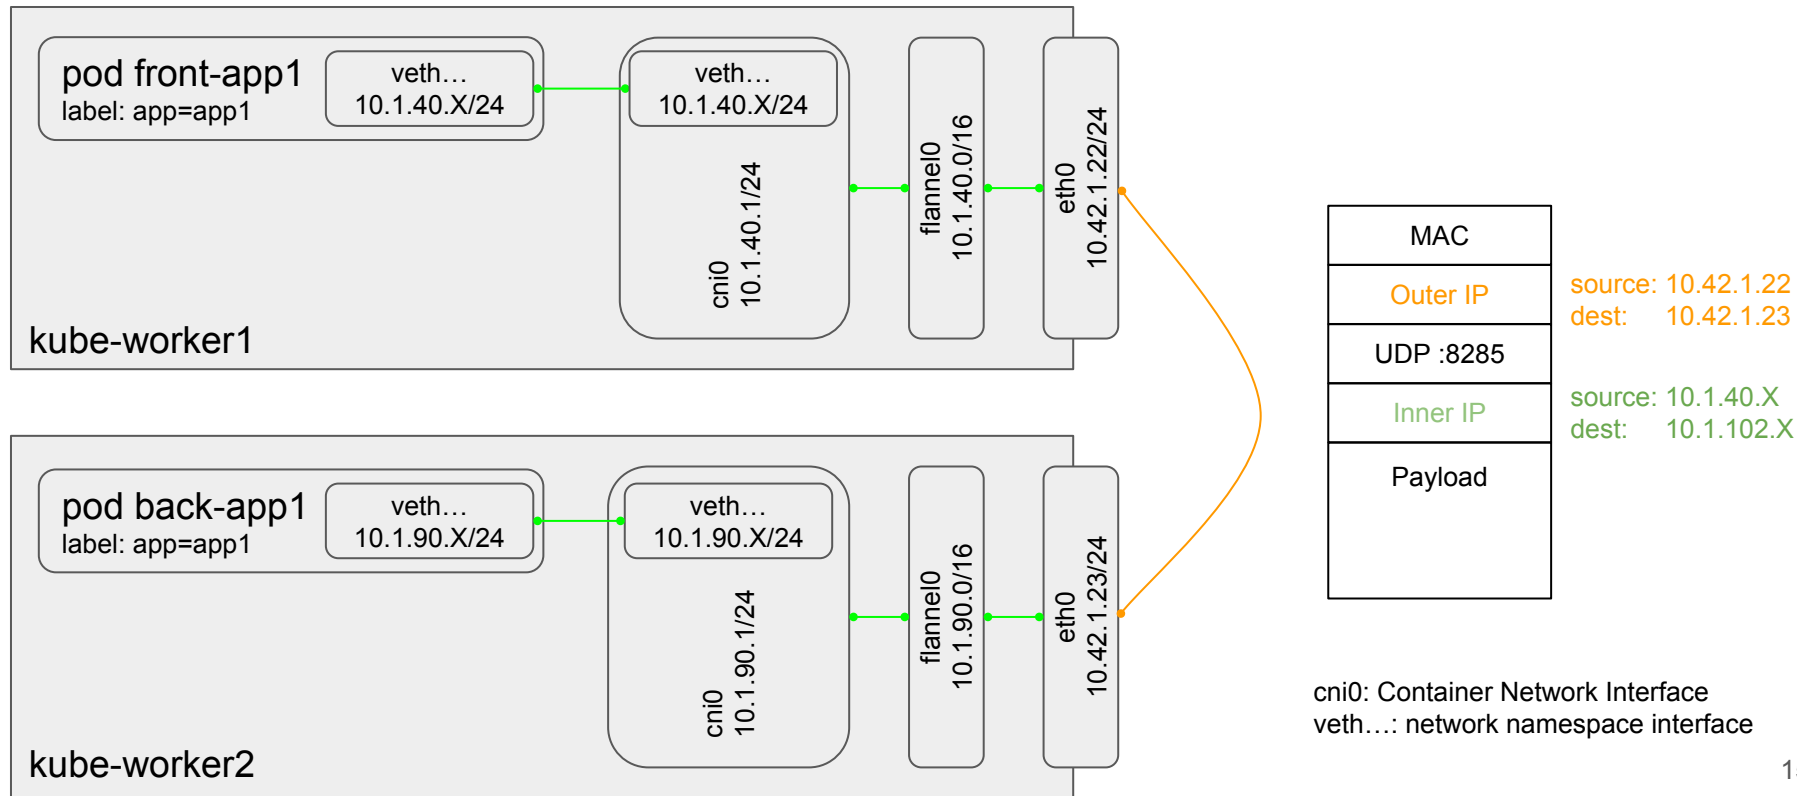 pod front-app1
label: app=app1
veth…
10.1.40.X/24
veth…
10.1.40.X/24
cni0
10.1.40.1/24
flannel0
10.1.40.0/16
eth0
10.42.1.22/24
kube-worker1
pod back-app1
label: app=app1
veth…
10.1.90.X/24
veth…
10.1.90.X/24
cni0
10.1.90.1/24
flannel0
10.1.90.0/16
eth0
10.42.1.23/24
kube-worker2
MAC
Outer IP
source: 10.42.1.22
dest: 10.42.1.23
UDP :8285
Inner IP
source: 10.1.40.X
dest: 10.1.102.X
Payload
cni0: Container Network Interface
veth…: network namespace interface